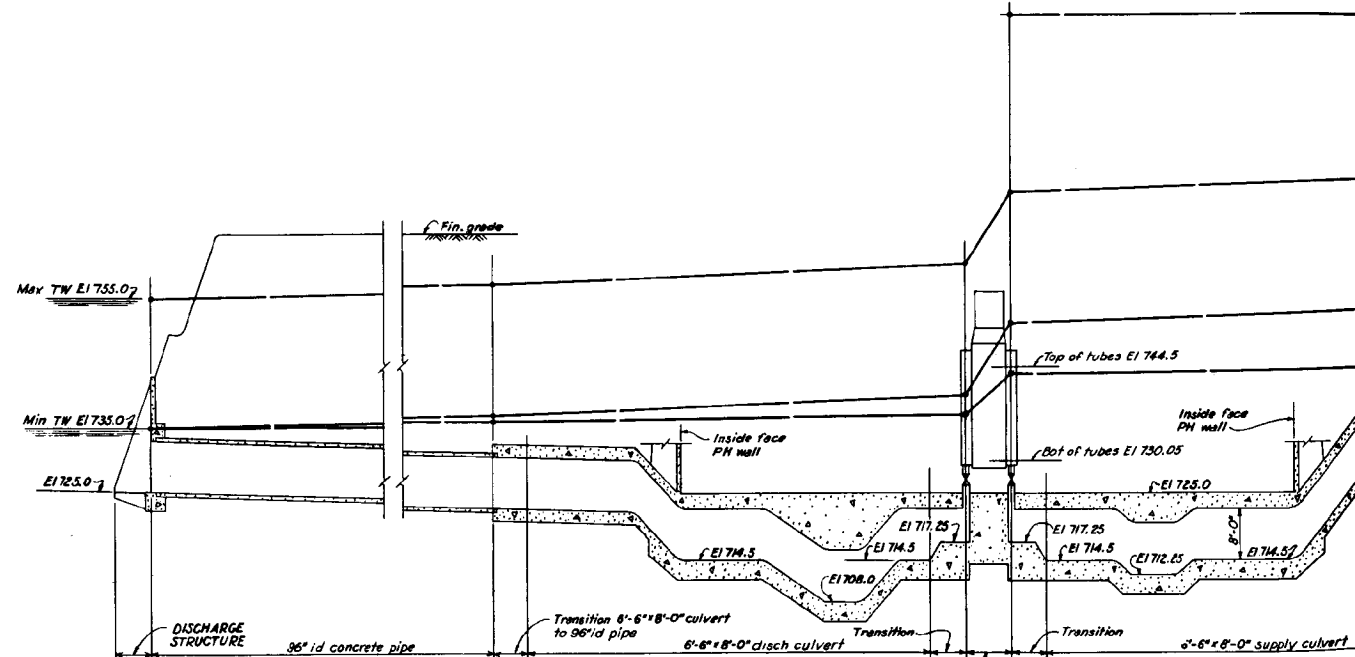 Fin. grade
Max TW El 755.0
Top of tubes El 744.5
Min TW El 735.0
Inside face
PH wall
Inside face
PH wall
Bot of tubes El 730.05
El 725.0
El 725.0
El 717.25
El 717.25
8'-0"
El 714.5
El 714.5
El 714.5
El 712.25
El 714.5
El 708.0
DISCHARGE
STRUCTURE
96" id concrete pipe
Transition 6'-6" x 8'-0" culvert
to 96" id pipe
6'-6" x 8'-0" disch culvert
Transition
Transition
6'-6" x 8'-0" supply culvert